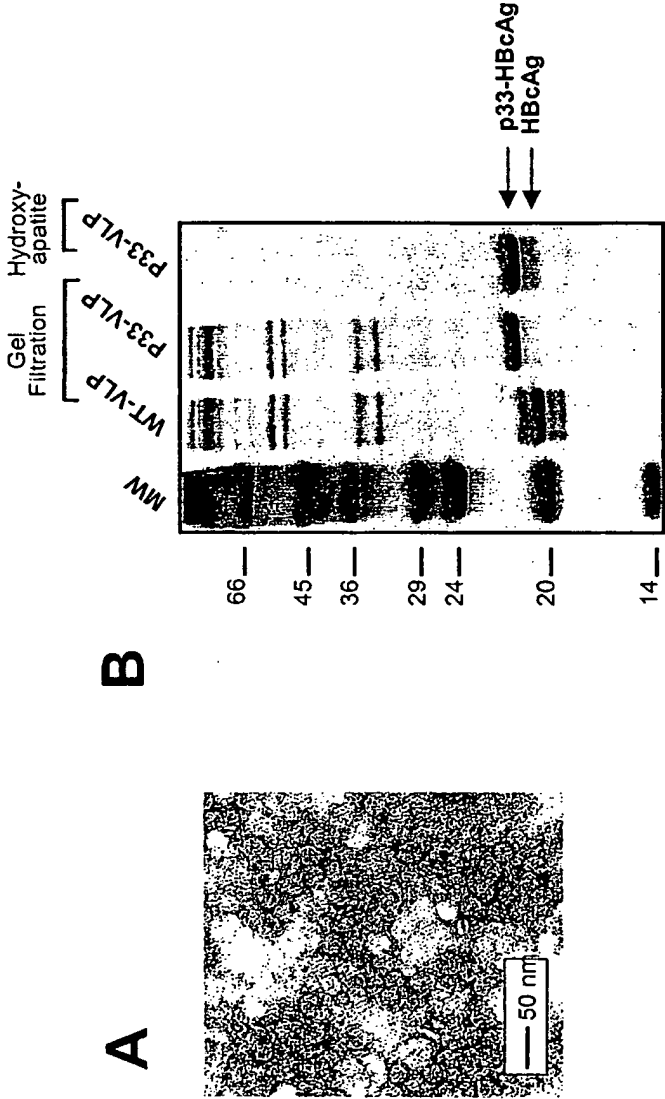 A
50 nm
B
Gel
Filtration
Hydroxy-
apatite
MW
WT-VLP
P33-VLP
P33-VLP
66
45
36
29
24
20
14
p33-HBcAg
HBcAg